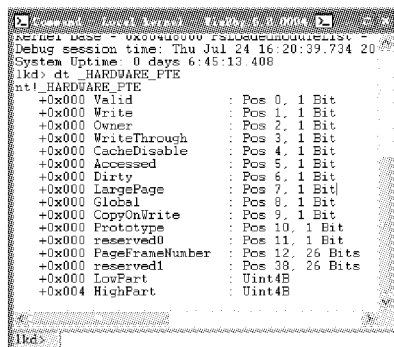 Command - Local kernel - WinDbg:6.8.0004
Kernel base = 0x804d8000 PsLoadedModuleList =
Debug session time: Thu Jul 24 16:20:39.734 20
System Uptime: 0 days 6:45:13.408
lkd> dt _HARDWARE_PTE
nt!_HARDWARE_PTE
+0x000 Valid : Pos 0, 1 Bit
+0x000 Write : Pos 1, 1 Bit
+0x000 Owner : Pos 2, 1 Bit
+0x000 WriteThrough : Pos 3, 1 Bit
+0x000 CacheDisable : Pos 4, 1 Bit
+0x000 Accessed : Pos 5, 1 Bit
+0x000 Dirty : Pos 6, 1 Bit
+0x000 LargePage : Pos 7, 1 Bit
+0x000 Global : Pos 8, 1 Bit
+0x000 CopyOnWrite : Pos 9, 1 Bit
+0x000 Prototype : Pos 10, 1 Bit
+0x000 reserved0 : Pos 11, 1 Bit
+0x000 PageFrameNumber : Pos 12, 26 Bits
+0x000 reserved1 : Pos 38, 26 Bits
+0x000 LowPart : Uint4B
+0x004 HighPart : Uint4B
lkd>